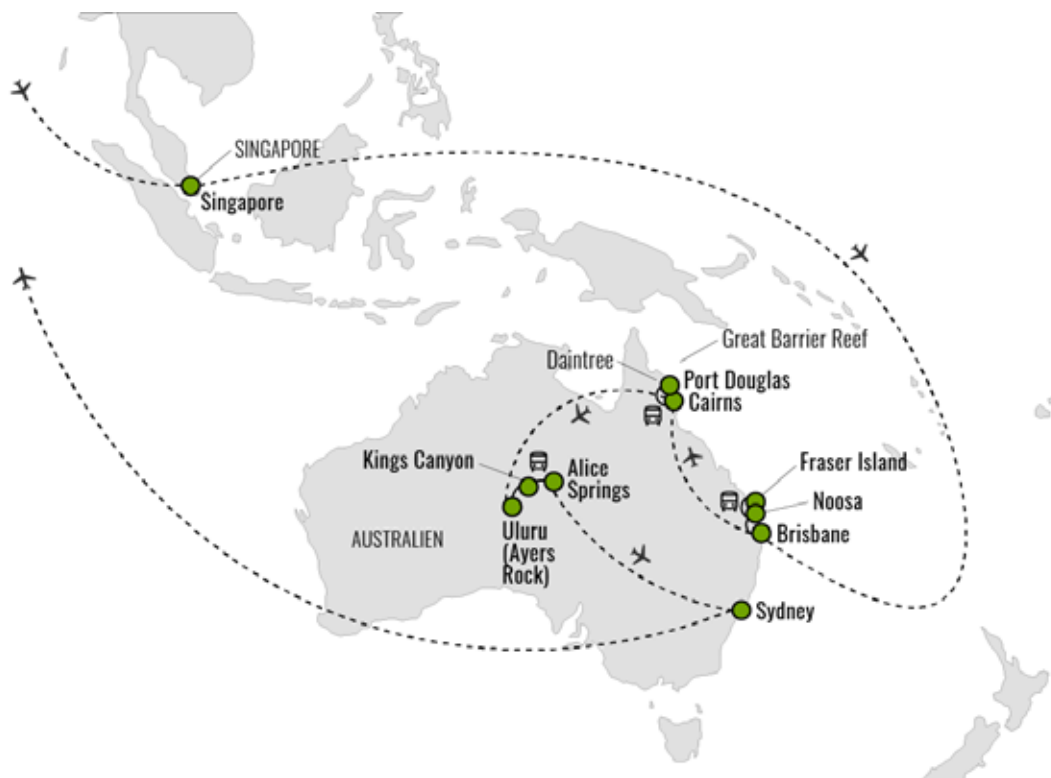 SINGAPORE
Singapore
Great Barrier Reef
Daintree
Port Douglas
Cairns
Kings Canyon
Alice
Springs
Fraser Island
Noosa
Uluru
(Ayers
Rock)
AUSTRALIEN
Brisbane
Sydney